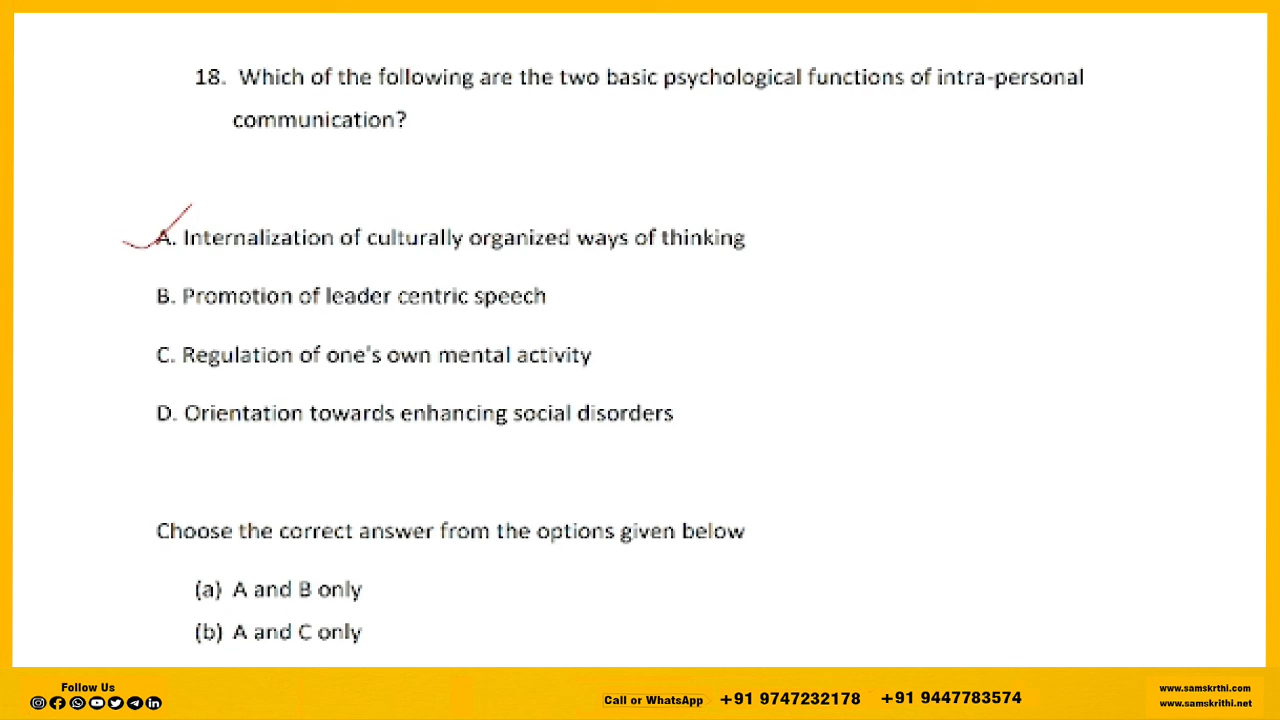 18. Which of the following are the two basic psychological functions of intra-personal
communication?
A. Internalization of culturally organized ways of thinking
B. Promotion of leader centric speech
C. Regulation of one's own mental activity
D. Orientation towards enhancing social disorders
Choose the correct answer from the options given below
(a) A and B only
(b) A and C only
Follow Us
Call or WhatsApp +91 9747232178 +91 9447783574
www.samskrthi.com
www.samskrithi.net